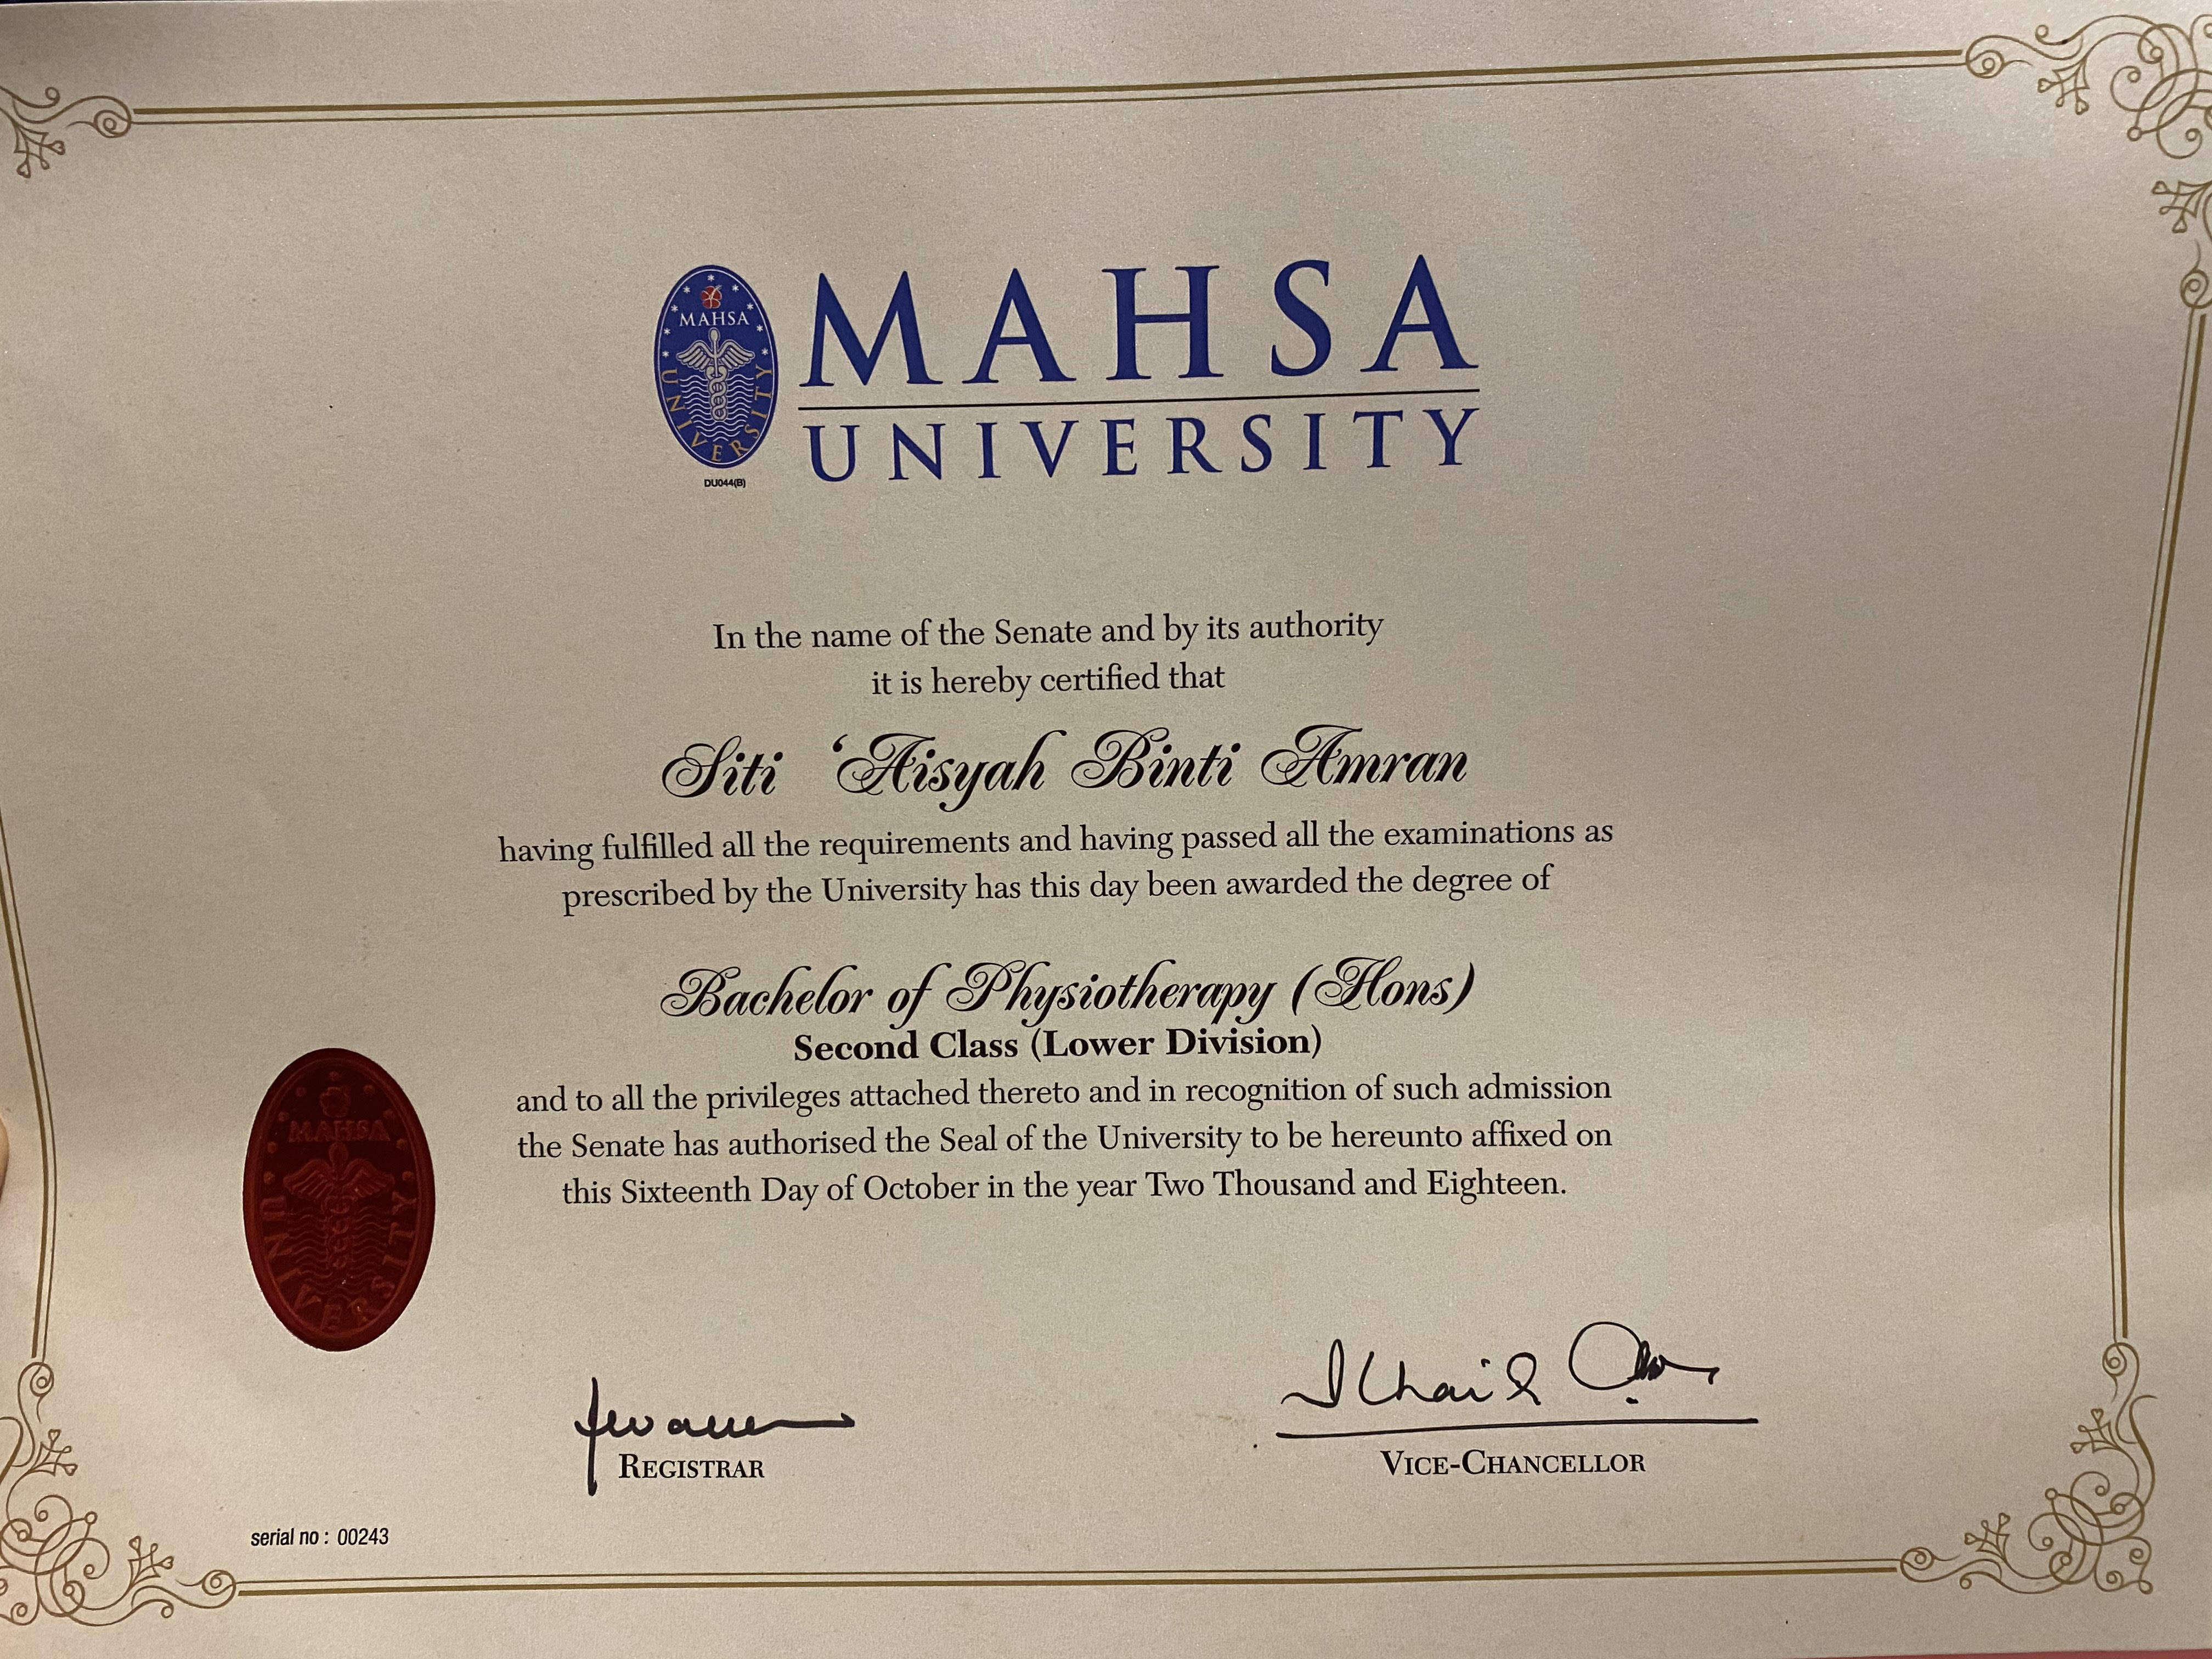 MAHSA
UNIVERSITY
DU044(B)
MAHSA
UNIVERSITY
In the name of the Senate and by its authority
it is hereby certified that
Siti ‘Aisyah Binti Amran
having fulfilled all the requirements and having passed all the examinations as
prescribed by the University has this day been awarded the degree of
Bachelor of Physiotherapy (Hons)
Second Class (Lower Division)
and to all the privileges attached thereto and in recognition of such admission
the Senate has authorised the Seal of the University to be hereunto affixed on
this Sixteenth Day of October in the year Two Thousand and Eighteen.
MAHSA
UNIVERSITY
REGISTRAR
VICE-CHANCELLOR
serial no : 00243